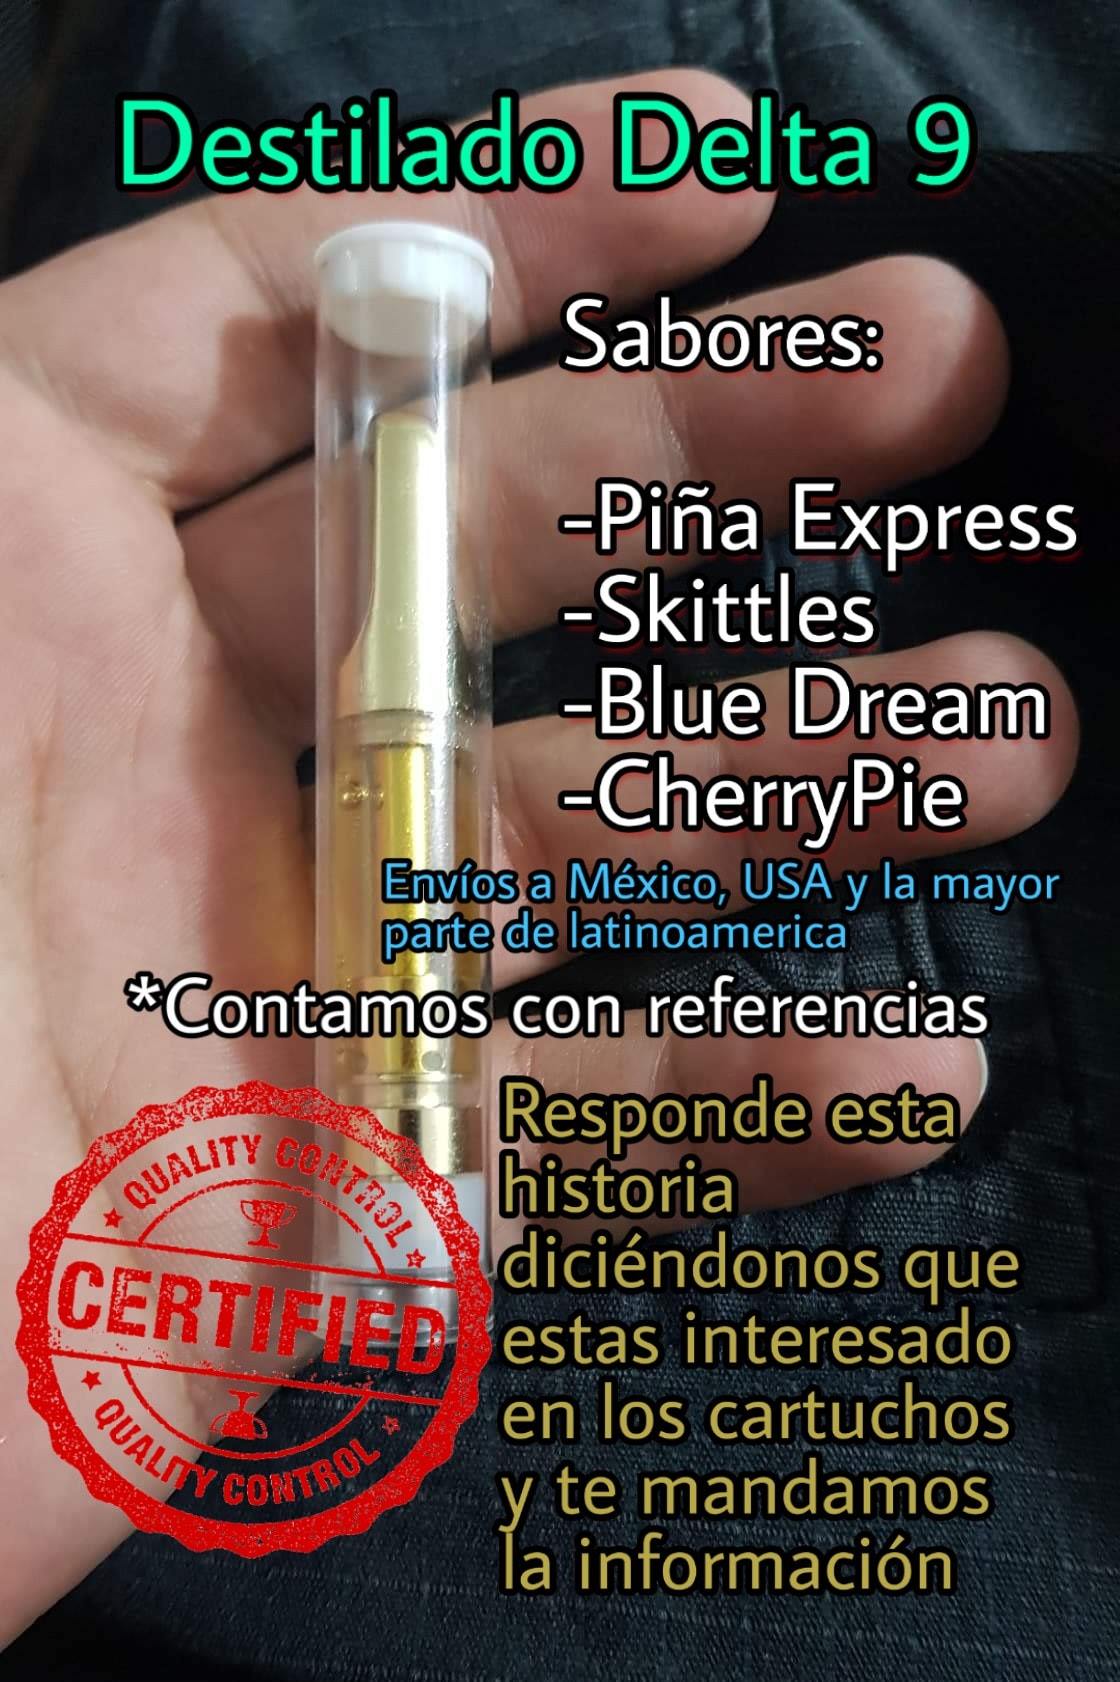 Destilado Delta 9
Sabores:
-Piña Express
-Skittles
-Blue Dream
-CherryPie
Envíos a México, USA y la mayor
parte de latinoamerica
*Contamos con referencias
Responde esta
historia
diciéndonos que
estas interesado
en los cartuchos
y te mandamos
la información
QUALITY CONTROL
CERTIFIED
QUALITY CONTROL